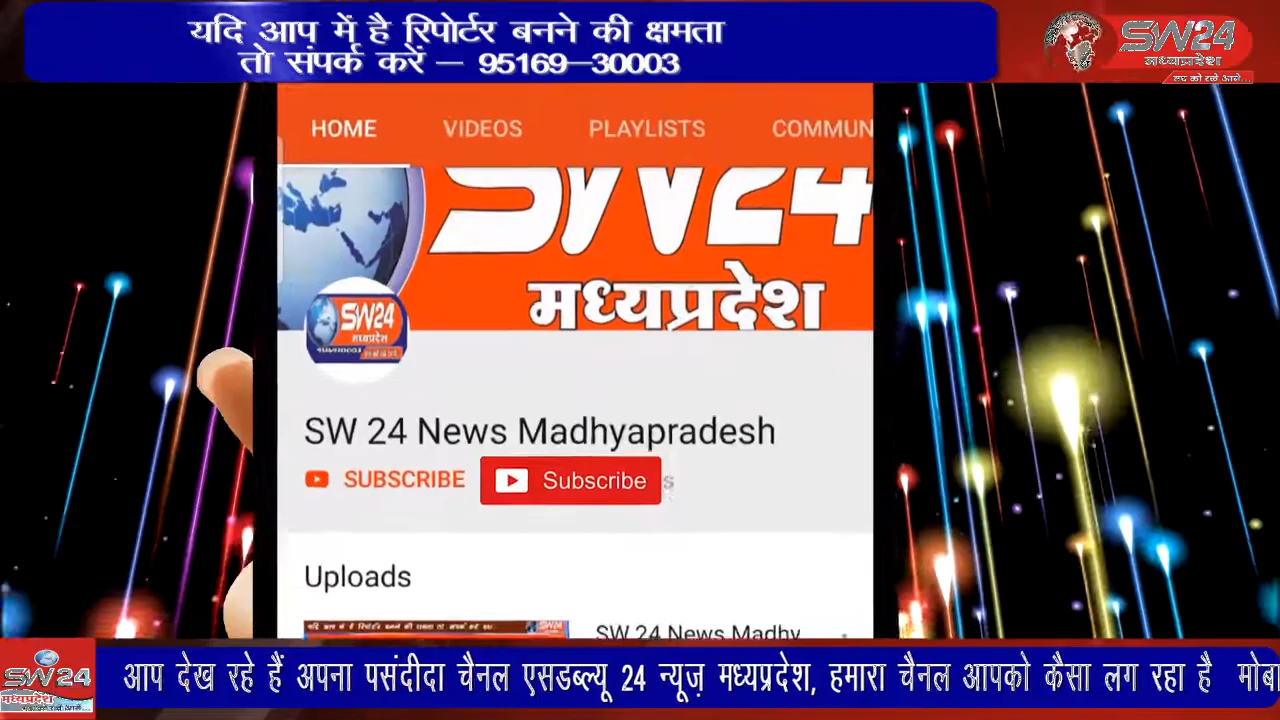 यदि आप में है रिपोर्टर बनने की क्षमता
तो संपर्क करें – 95169–30003
SW24
मध्यप्रदेश
HOME VIDEOS PLAYLISTS COMMUN
SW24
मध्यप्रदेश
SW24
मध्यप्रदेश
SW 24 News Madhyapradesh
SUBSCRIBE Subscribe s
Uploads
SW 24 News Madhy
SW24
मध्यप्रदेश
आप देख रहे हैं अपना पसंदीदा चैनल एसडब्ल्यू 24 न्यूज़ मध्यप्रदेश, हमारा चैनल आपको कैसा लग रहा है मोबा